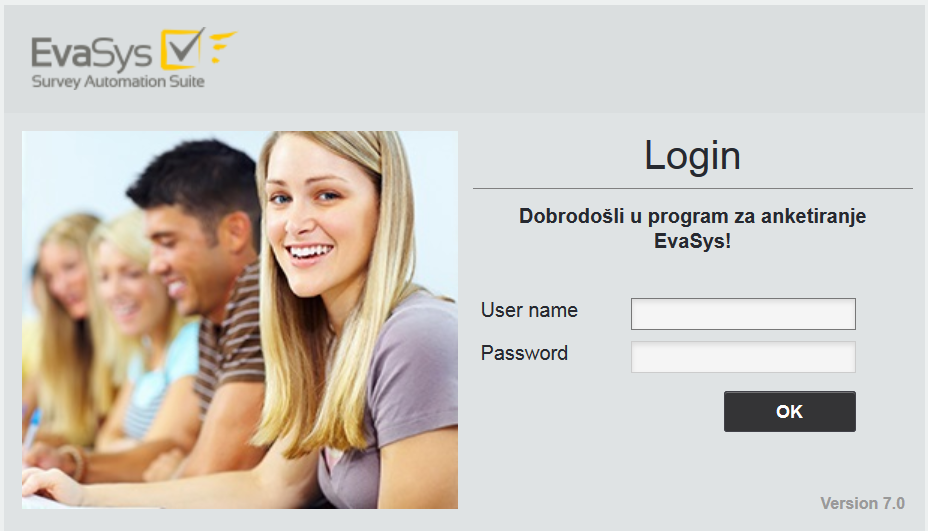 EvaSys
Survey Automation Suite
Login
Dobrodošli u program za anketiranje
EvaSys!
User name
Password
OK
Version 7.0